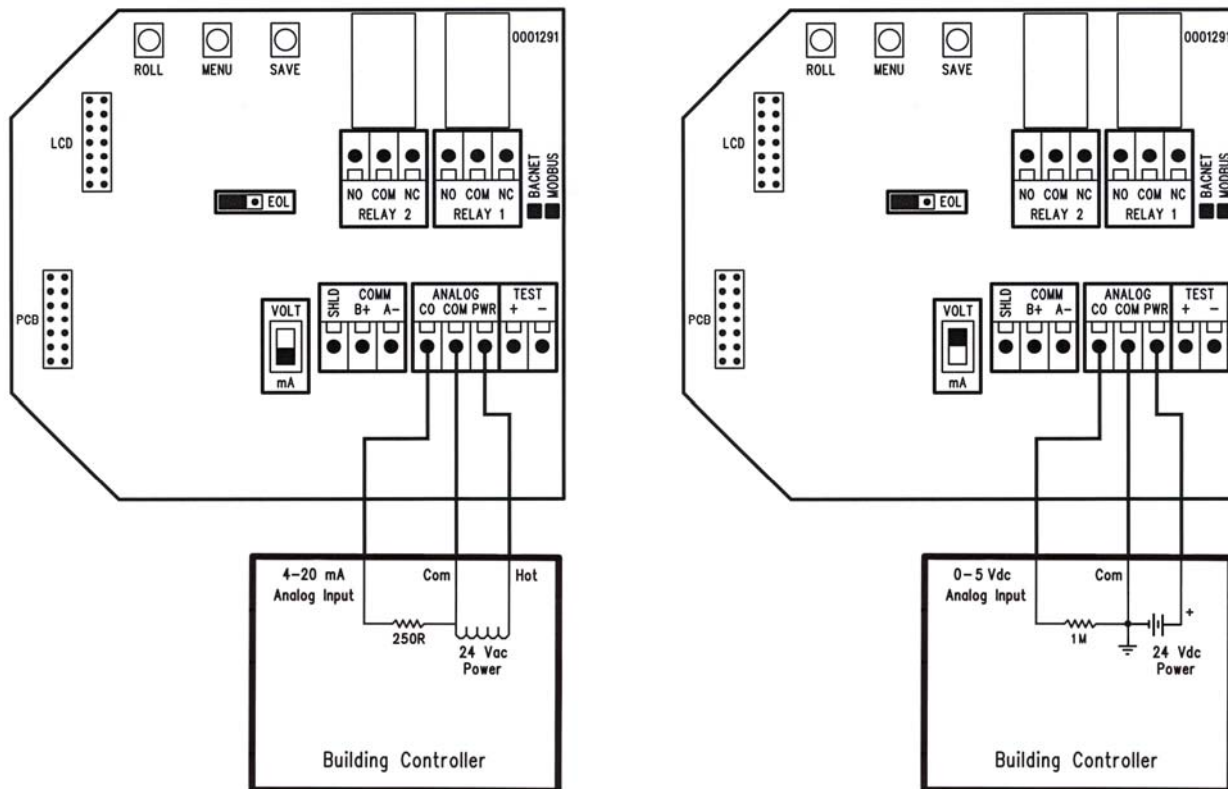 0001291
ROLL MENU SAVE
LCD
NO COM NC NO COM NC
RELAY 2 RELAY 1
BACNET
MODBUS
EOL
PCB
VOLT
mA
SHLD
COMM
B+ A-
ANALOG
CO COM PWR
TEST
+ -
4-20 mA
Analog Input
Com
Hot
250R
24 Vac
Power
Building Controller
0001291
ROLL MENU SAVE
LCD
NO COM NC NO COM NC
RELAY 2 RELAY 1
BACNET
MODBUS
EOL
PCB
VOLT
mA
SHLD
COMM
B+ A-
ANALOG
CO COM PWR
TEST
+ -
0-5 Vdc
Analog Input
Com
+
1M
24 Vdc
Power
Building Controller